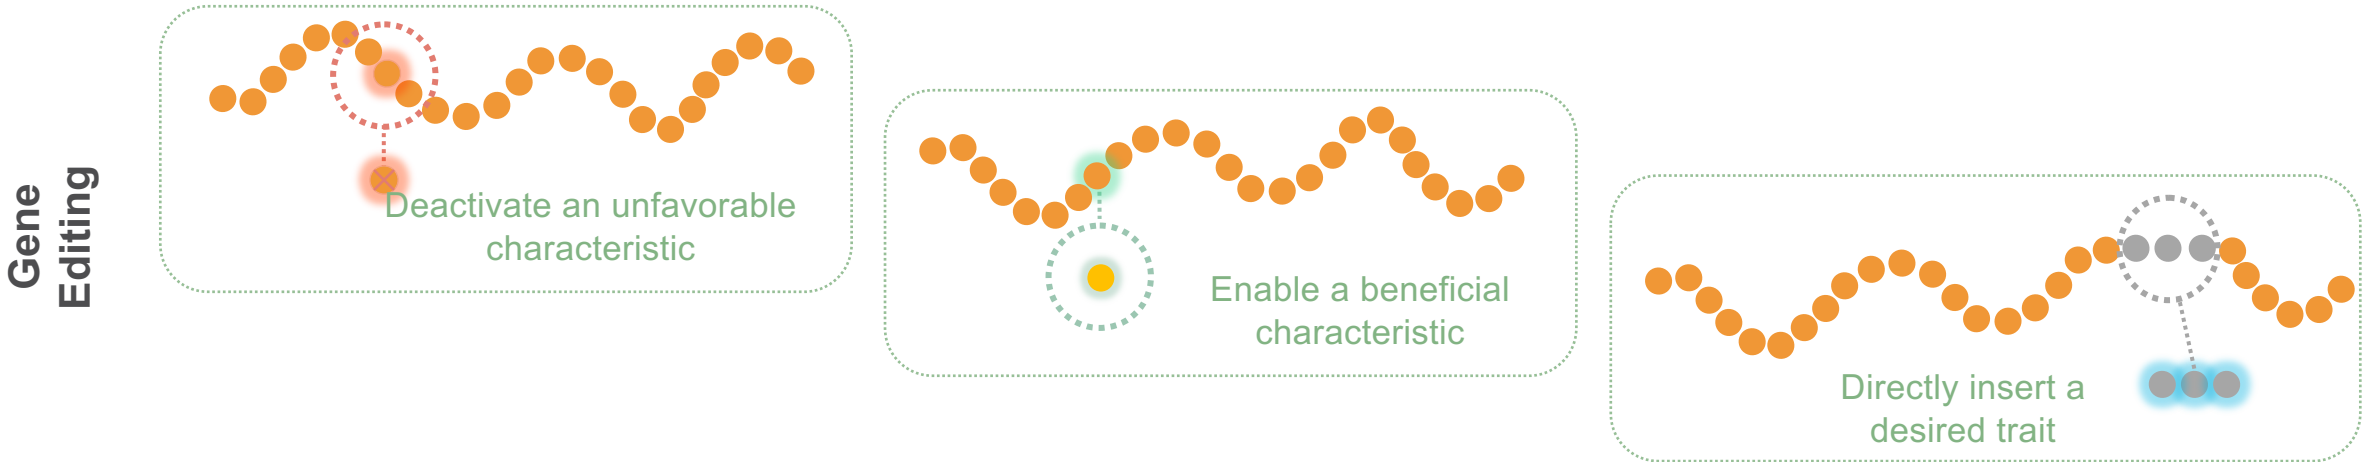 Gene
Editing
Deactivate an unfavorable
characteristic
Enable a beneficial
characteristic
Directly insert a
desired trait